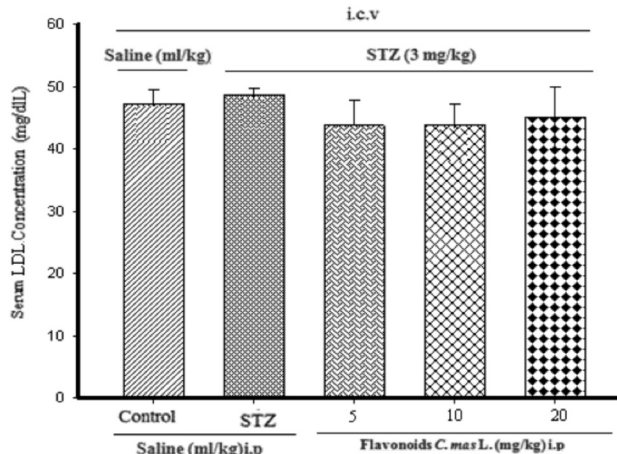 i.c.v
Saline (ml/kg)
STZ (3 mg/kg)
Serum LDL Concentration (mg/dlL)
60
50
40
30
20
10
0
Control
STZ
5
10
20
Saline (ml/kg)i.p
Flavonoids C. mas L. (mg/kg) i.p